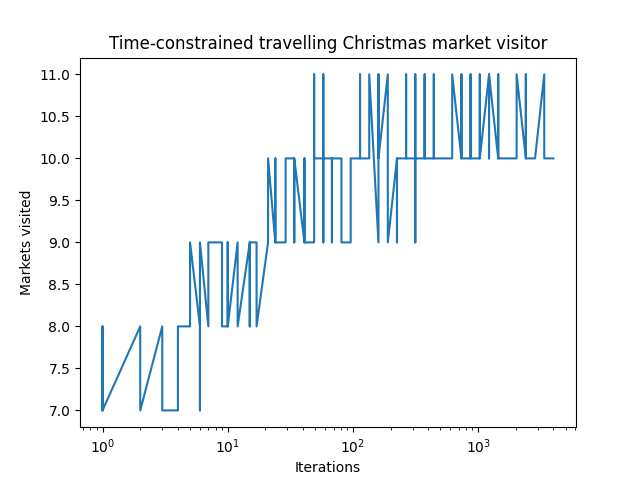 Time-constrained travelling Christmas market visitor
11.0
10.5
10.0
9.5
9.0
8.5
8.0
7.5
7.0
Markets visited
10⁰ 10¹ 10² 10³
Iterations